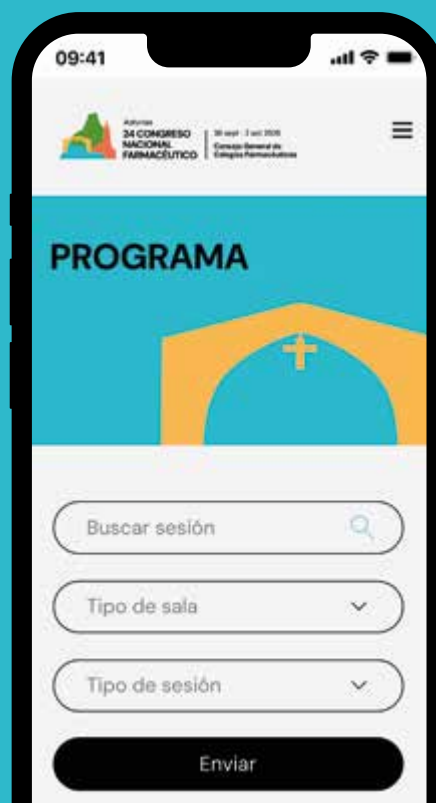 09:41
Asturias
24 CONGRESO
NACIONAL
FARMACÉUTICO
Consejo General de
Colegios Farmacéuticos
PROGRAMA
Buscar sesión
Tipo de sala
Tipo de sesión
Enviar